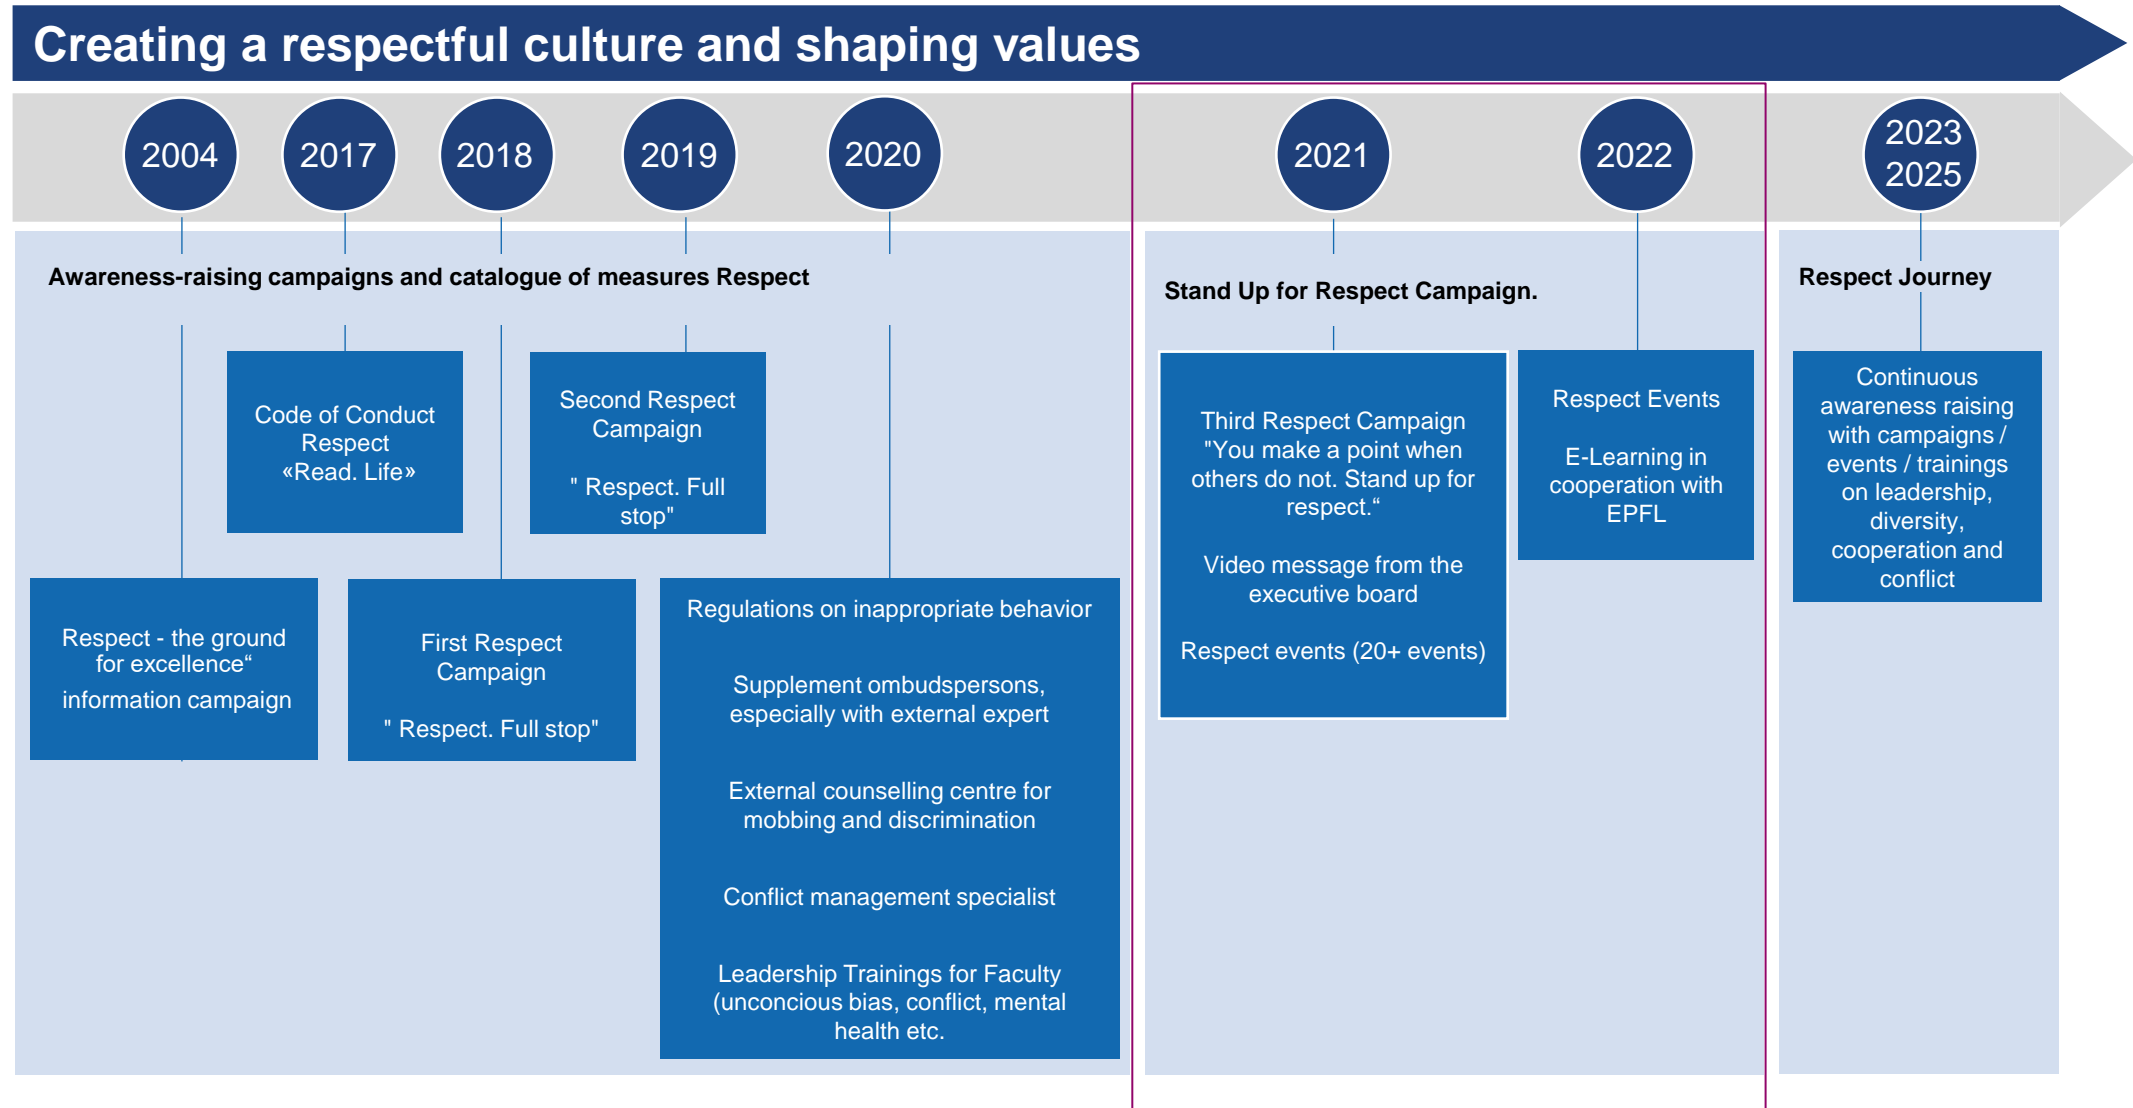 Creating a respectful culture and shaping values
2004
2017
2018
2019
2020
2021
2022
2023
2025
Awareness-raising campaigns and catalogue of measures Respect
Stand Up for Respect Campaign.
Respect Journey
Respect - the ground
for excellence“
information campaign
Code of Conduct
Respect
«Read. Life»
First Respect
Campaign
" Respect. Full stop"
Second Respect
Campaign
" Respect. Full
stop"
Regulations on inappropriate behavior
Supplement ombudspersons,
especially with external expert
External counselling centre for
mobbing and discrimination
Conflict management specialist
Leadership Trainings for Faculty
(unconcious bias, conflict, mental
health etc.
Third Respect Campaign
"You make a point when
others do not. Stand up for
respect.“
Video message from the
executive board
Respect events (20+ events)
Respect Events
E-Learning in
cooperation with
EPFL
Continuous
awareness raising
with campaigns /
events / trainings
on leadership,
diversity,
cooperation and
conflict